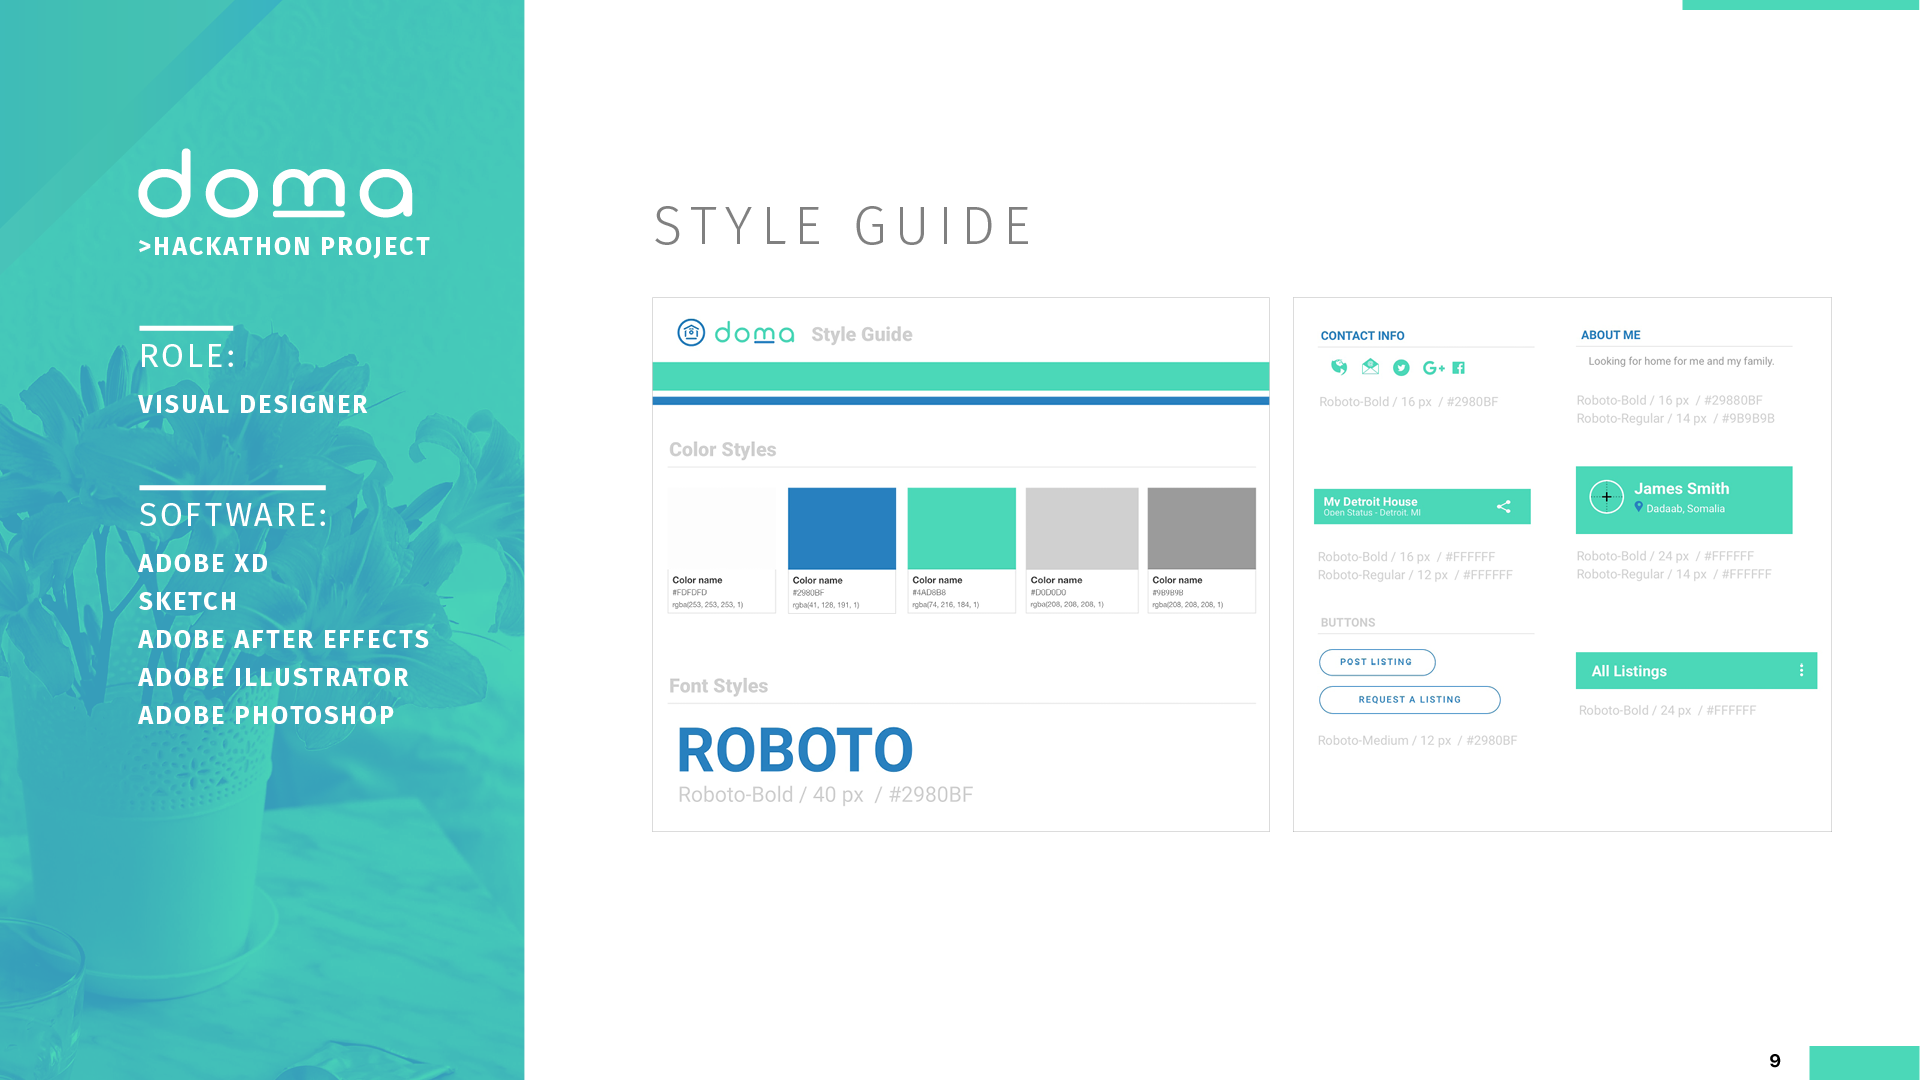 doma
>HACKATHON PROJECT
ROLE:
VISUAL DESIGNER
SOFTWARE:
ADOBE XD
SKETCH
ADOBE AFTER EFFECTS
ADOBE ILLUSTRATOR
ADOBE PHOTOSHOP
STYLE GUIDE
doma Style Guide
Color Styles
Color name
#FDFDFD
rgba(253, 253, 253, 1)
Color name
#2980BF
rgba(41, 128, 191, 1)
Color name
#4AD8B8
rgba(74, 216, 184, 1)
Color name
#D0D0D0
rgba(208, 208, 208, 1)
Color name
#9B9B9B
rgba(208, 208, 208, 1)
Font Styles
ROBOTO
Roboto-Bold / 40 px / #2980BF
CONTACT INFO
G+
Roboto-Bold / 16 px / #2980BF
My Detroit House
Open Status - Detroit, MI
Roboto-Bold / 16 px / #FFFFFF
Roboto-Regular / 12 px / #FFFFFF
BUTTONS
POST LISTING
REQUEST A LISTING
Roboto-Medium / 12 px / #2980BF
ABOUT ME
Looking for home for me and my family.
Roboto-Bold / 16 px / #29880BF
Roboto-Regular / 14 px / #9B9B9B
James Smith
Dadaab, Somalia
Roboto-Bold / 24 px / #FFFFFF
Roboto-Regular / 14 px / #FFFFFF
All Listings
Roboto-Bold / 24 px / #FFFFFF
9